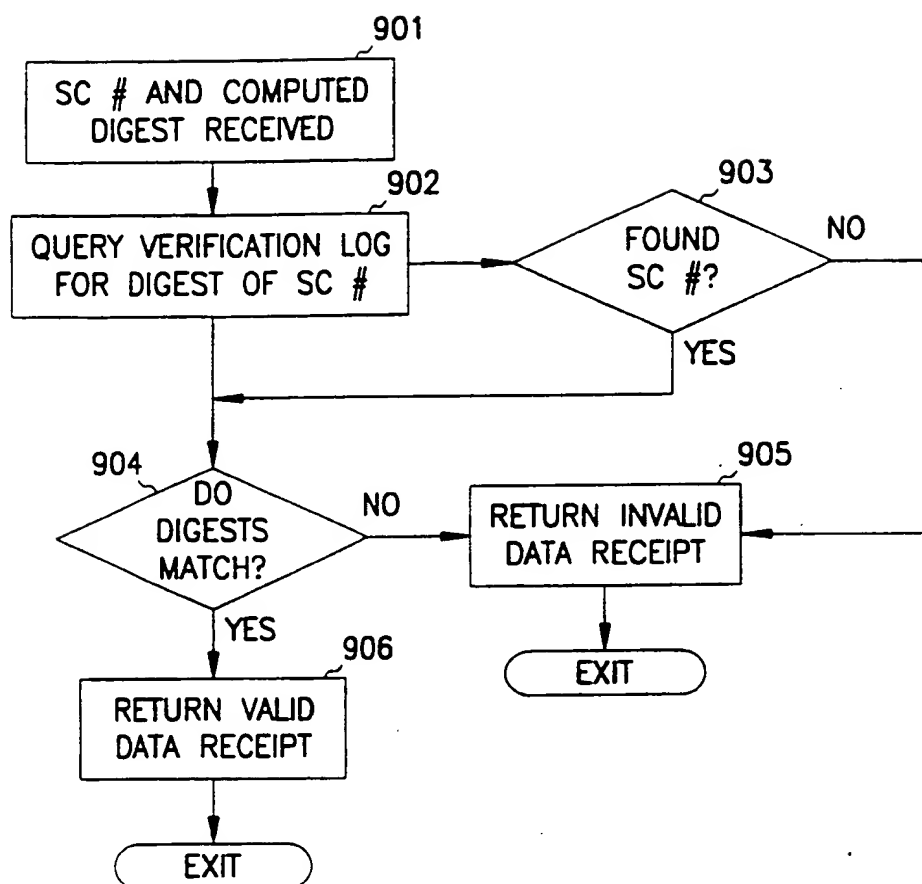 901
SC # AND COMPUTED
DIGEST RECEIVED
902
QUERY VERIFICATION LOG
FOR DIGEST OF SC #
903
FOUND
SC #?
NO
YES
904
DO
DIGESTS
MATCH?
NO
YES
905
RETURN INVALID
DATA RECEIPT
EXIT
906
RETURN VALID
DATA RECEIPT
EXIT